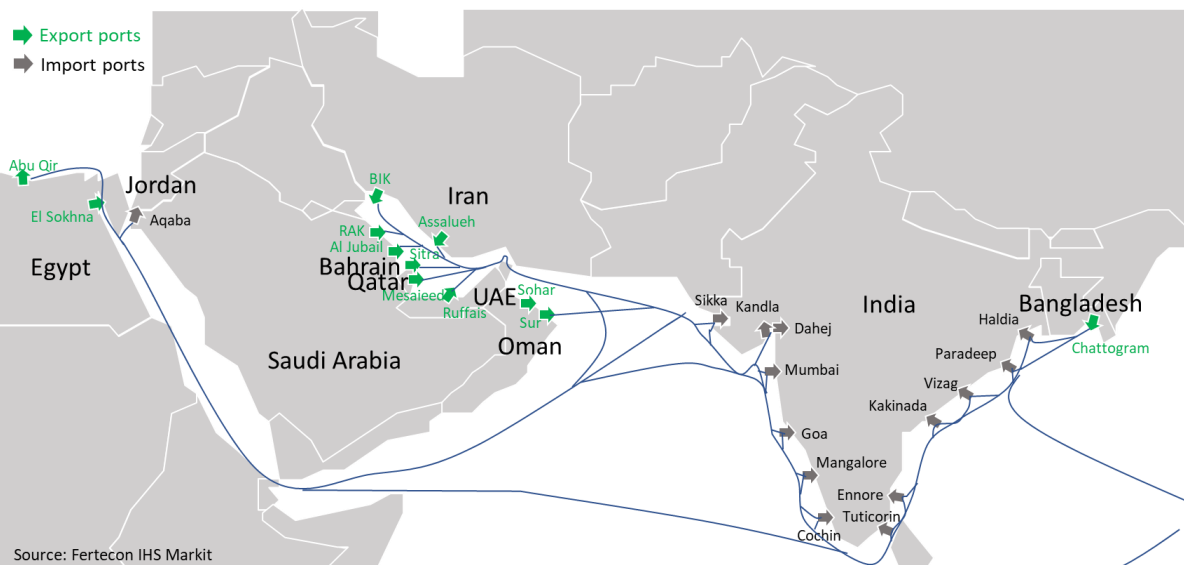 Export ports
Import ports
Abu Qir
El Sokhna
Egypt
Jordan
Aqaba
BIK
Iran
Assalueh
RAK
Al Jubail
Sitra
Bahrain
Qatar
Mesaieed
Ruffais
UAE
Sohar
Sur
Oman
Saudi Arabia
Sikka
Kandla
Dahej
India
Mumbai
Goa
Mangalore
Cochin
Tuticorin
Ennore
Kakinada
Vizag
Paradeep
Haldia
Bangladesh
Chattogram
Source: Fertecon IHS Markit